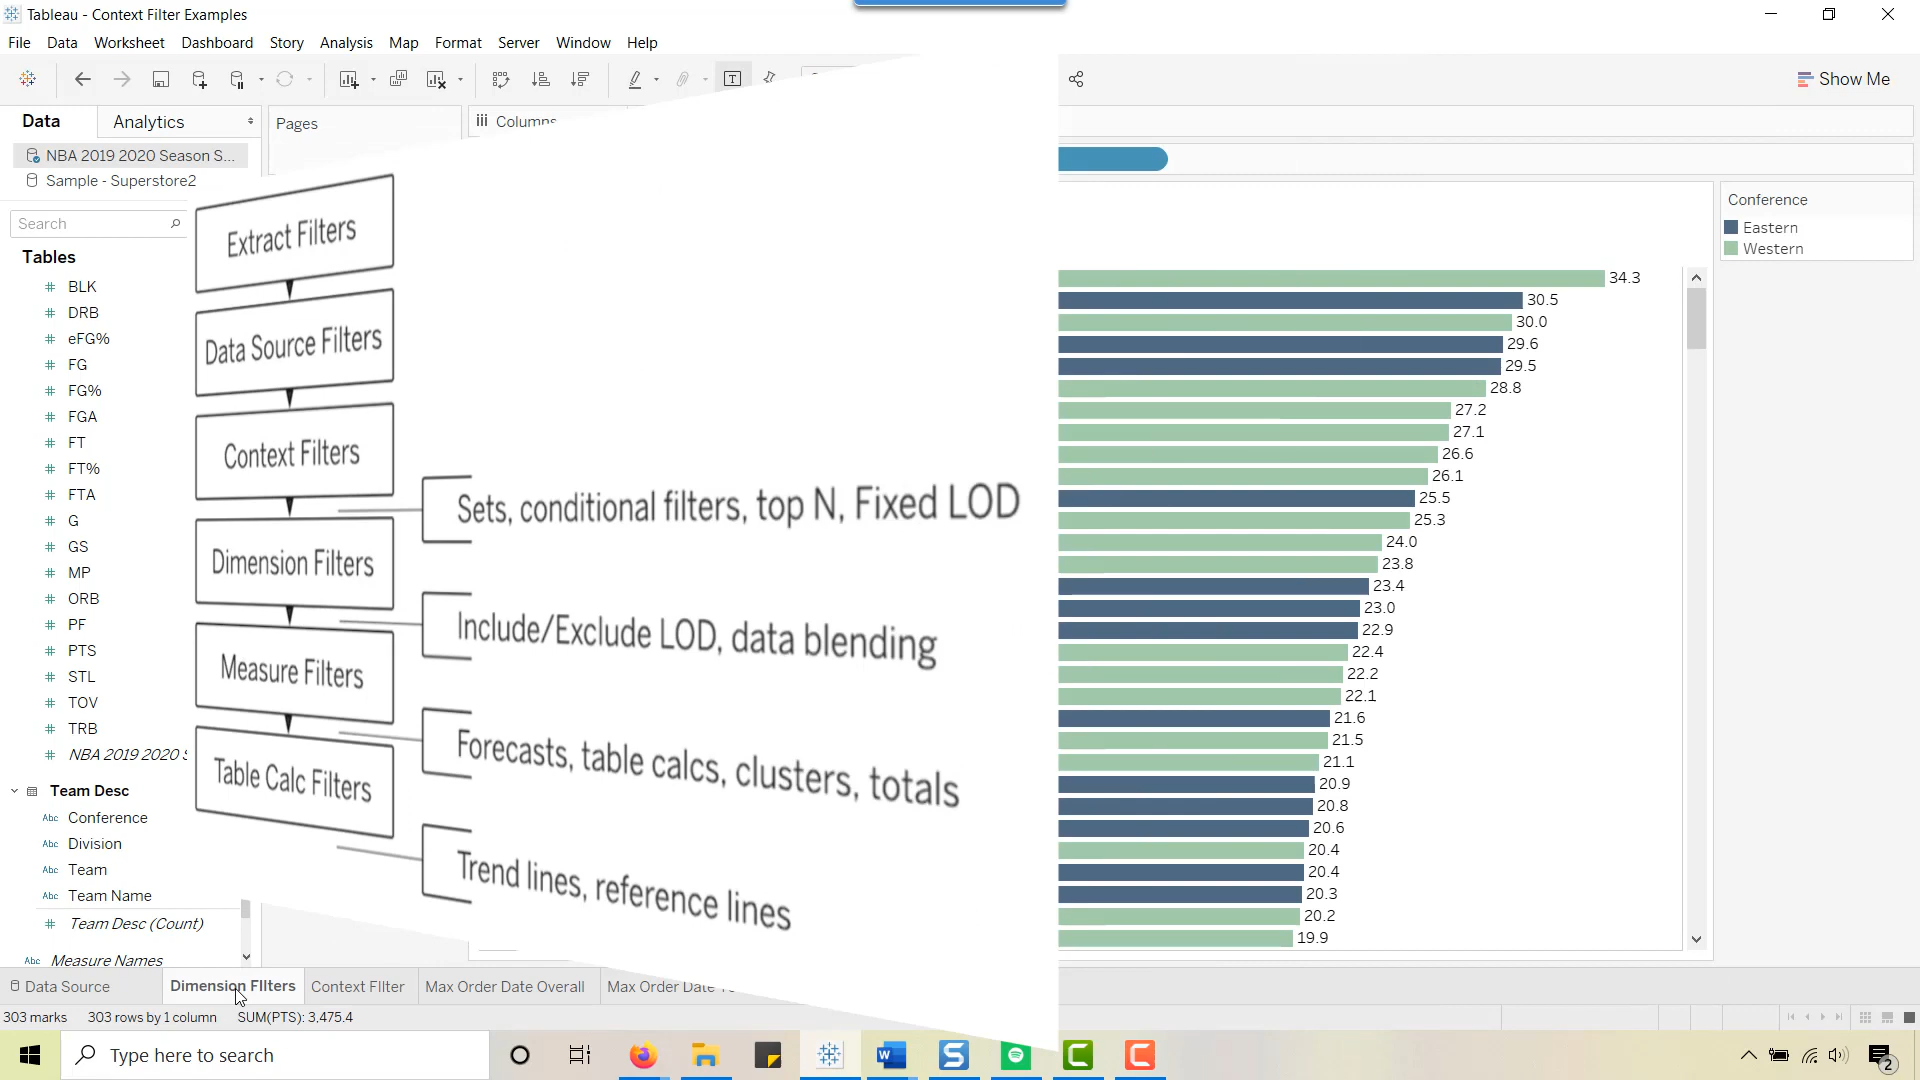 Tableau - Context Filter Examples
File Data Worksheet Dashboard Story Analysis Map Format Server Window Help
Show Me
Data Analytics
Pages
Columns
NBA 2019 2020 Season S...
Sample - Superstore2
Search
Tables
BLK
DRB
eFG%
FG
FG%
FGA
FT
FT%
FTA
G
GS
MP
ORB
PF
PTS
STL
TOV
TRB
NBA 2019 2020
Team Desc
Abc Conference
Abc Division
Abc Team
Abc Team Name
Team Desc (Count)
Abc Measure Names
Extract Filters
Data Source Filters
Context Filters
Sets, conditional filters, top N, Fixed LOD
Dimension Filters
Include/Exclude LOD, data blending
Measure Filters
Forecasts, table calcs, clusters, totals
Table Calc Filters
Trend lines, reference lines
34.3
30.5
30.0
29.6
29.5
28.8
27.2
27.1
26.6
26.1
25.5
25.3
24.0
23.8
23.4
23.0
22.9
22.4
22.2
22.1
21.6
21.5
21.1
20.9
20.8
20.6
20.4
20.4
20.3
20.2
19.9
Conference
Eastern
Western
Data Source Dimension FIlters Context FIlter Max Order Date Overall Max Order Date
303 marks 303 rows by 1 column SUM(PTS): 3,475.4
Type here to search
2